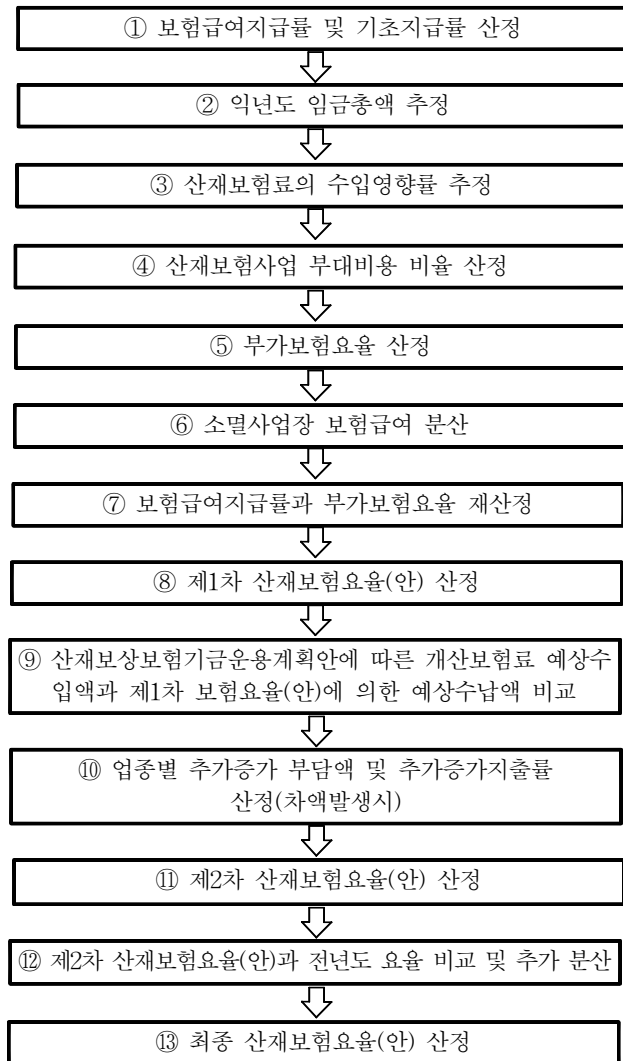 ① 보험급여지급률 및 기초지급률 산정
② 익년도 임금총액 추정
③ 산재보험료의 수입영향률 추정
④ 산재보험사업 부대비용 비율 산정
⑤ 부가보험요율 산정
⑥ 소멸사업장 보험급여 분산
⑦ 보험급여지급률과 부가보험요율 재산정
⑧ 제1차 산재보험요율(안) 산정
⑨ 산재보상보험기금운용계획안에 따른 개산보험료 예상수
입액과 제1차 보험요율(안)에 의한 예상수납액 비교
⑩ 업종별 추가증가 부담액 및 추가증가지출률
산정(차액발생시)
⑪ 제2차 산재보험요율(안) 산정
⑫ 제2차 산재보험요율(안)과 전년도 요율 비교 및 추가 분산
⑬ 최종 산재보험요율(안) 산정